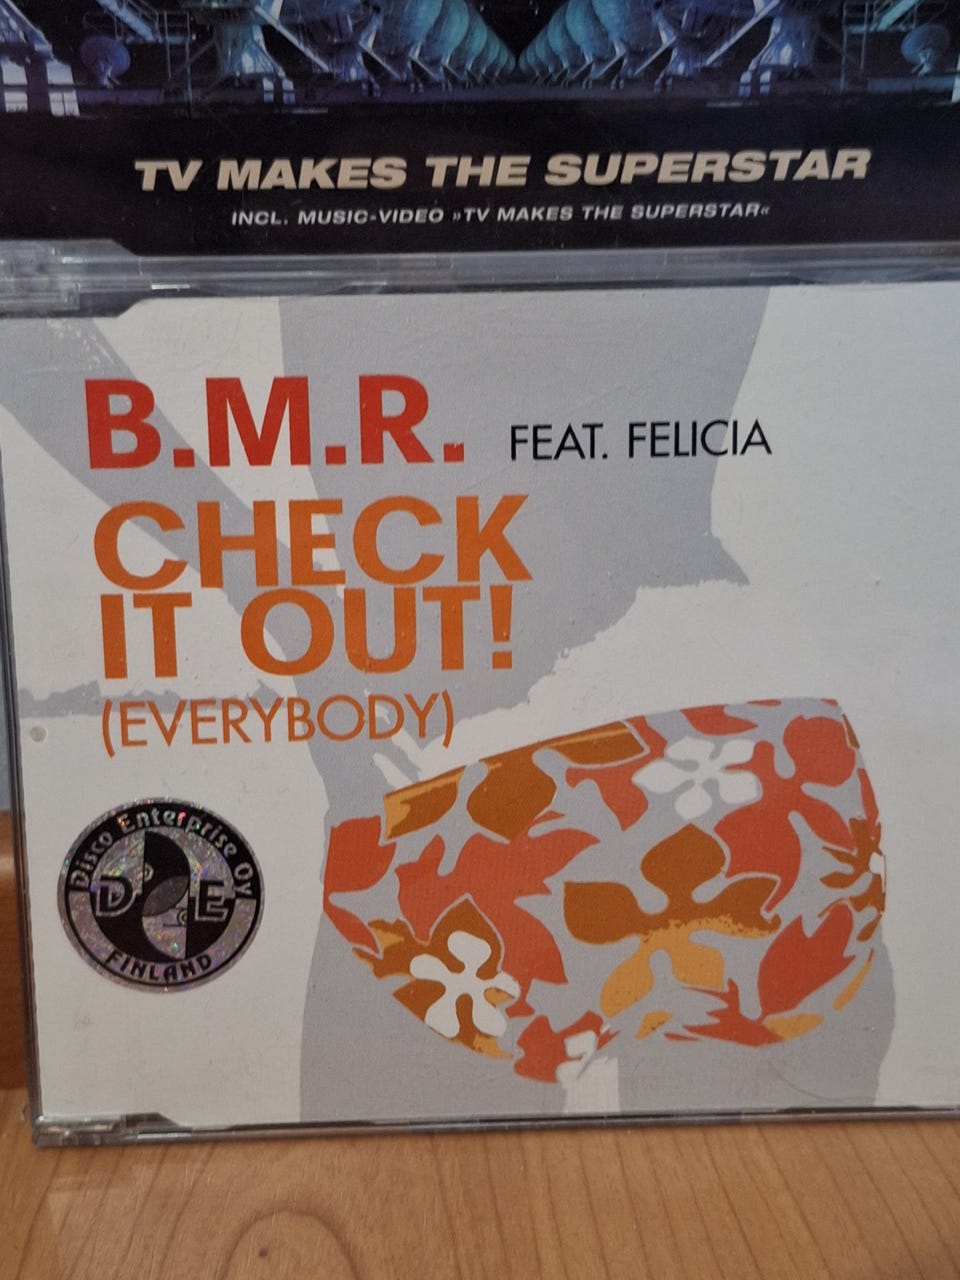 TV MAKES THE SUPERSTAR
INCL. MUSIC-VIDEO »TV MAKES THE SUPERSTAR«
B.M.R. FEAT. FELICIA
CHECK
IT OUT!
(EVERYBODY)
Disco Enterprise Oy
D E
FINLAND